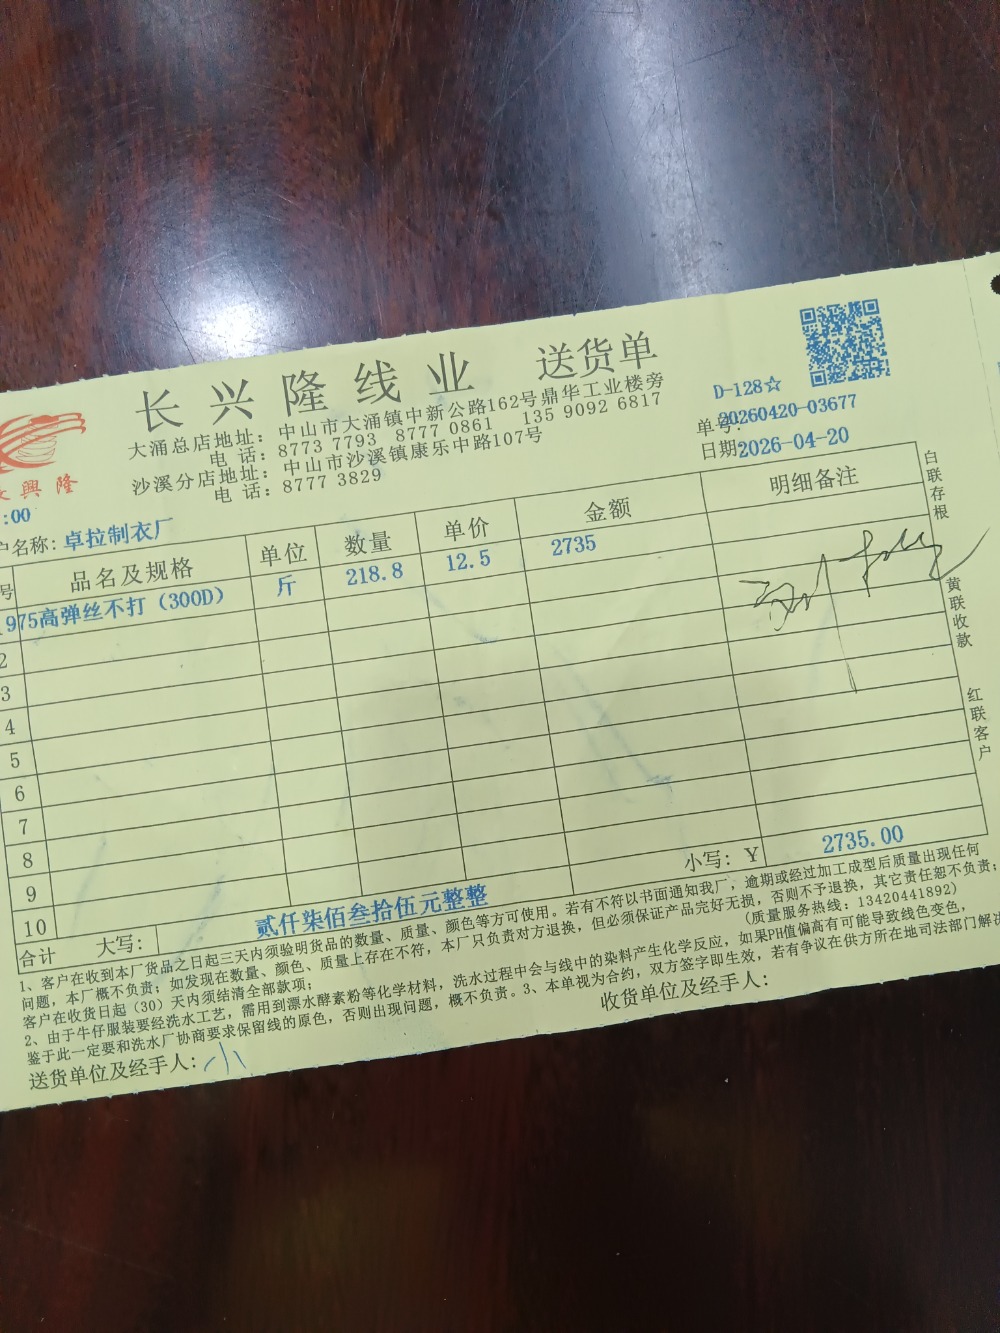 长兴隆线业 送货单
大涌总店地址：中山市大涌镇中新公路162号鼎华工业楼旁
电 话：8773 7793 8777 0861 135 9092 6817
沙溪分店地址：中山市沙溪镇康乐中路107号
电 话：8777 3829
D-128☆
单号：20260420-03677
日期2026-04-20
興 隆
:00
户名称：卓拉制衣厂
号 品名及规格 单位 数量 单价 金额 明细备注
1 975高弹丝不打（300D） 斤 218.8 12.5 2735
2
3
4
5
6
7
8
9
10
合计 大写： 贰仟柒佰叁拾伍元整整 小写：Y 2735.00
白联存根
黄联收款
红联客户
1、客户在收到本厂货品之日起三天内须验明货品的数量、质量、颜色等方可使用。若有不符以书面通知我厂，逾期或经过加工成型后质量出现任何
问题，本厂概不负责；如发现在数量、颜色、质量上存在不符，本厂只负责对方退换，但必须保证产品完好无损，否则不予退换，其它责任恕不负责；
客户在收货日起（30）天内须结清全部款项； （质量服务热线：13420441892）
2、由于牛仔服装要经洗水工艺，需用到漂水酵素粉等化学材料，洗水过程中会与线中的染料产生化学反应，如果PH值偏高有可能导致线色变色，
鉴于此一定要和洗水厂协商要求保留线的原色，否则出现问题，概不负责。3、本单视为合约，双方签字即生效，若有争议在供方所在地司法部门解决
送货单位及经手人：小 收货单位及经手人：